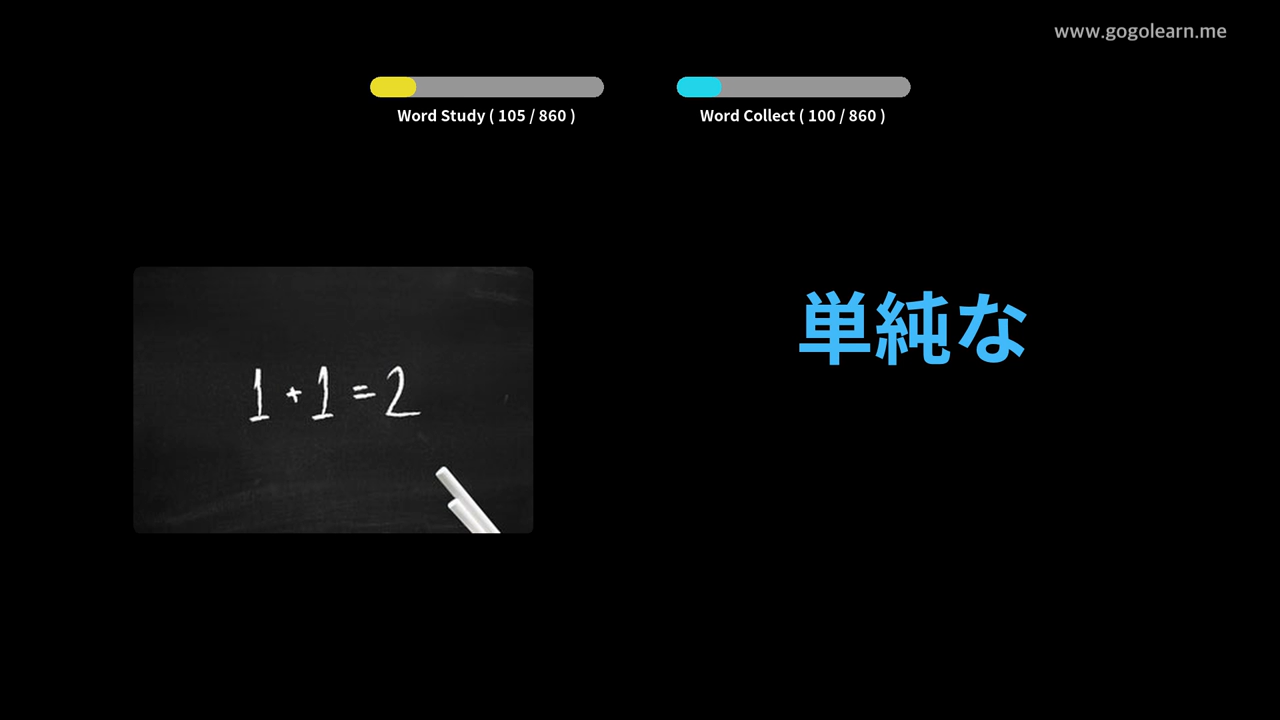 www.gogolearn.me
Word Study ( 105 / 860 )
Word Collect ( 100 / 860 )
1 + 1 = 2
単純な